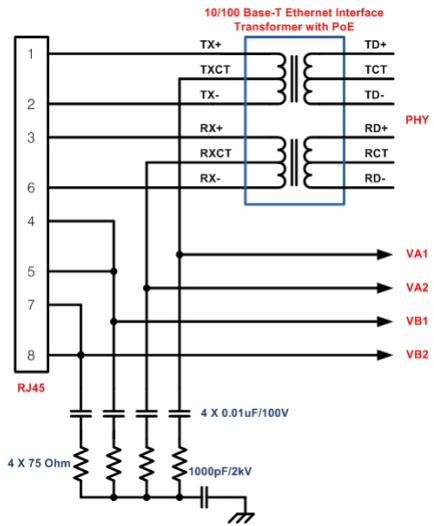 10/100 Base-T Ethernet Interface
Transformer with PoE
1 TX+ TD+
TXCT TCT
2 TX- TD-
PHY
3 RX+ RD+
RXCT RCT
6 RX- RD-
4
VA1
5
VA2
7
VB1
8 VB2
RJ45
4 X 0.01uF/100V
4 X 75 Ohm
1000pF/2kV